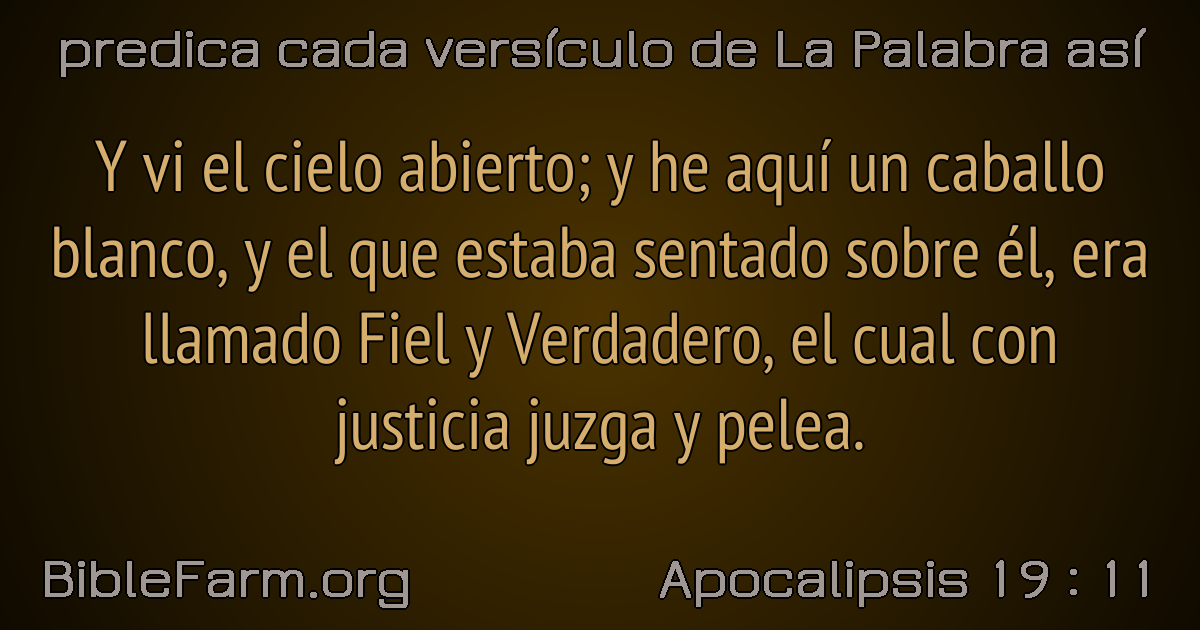 predica cada versículo de La Palabra así
Y vi el cielo abierto; y he aquí un caballo
blanco, y el que estaba sentado sobre él, era
llamado Fiel y Verdadero, el cual con
justicia juzga y pelea.
BibleFarm.org
Apocalipsis 19 : 11